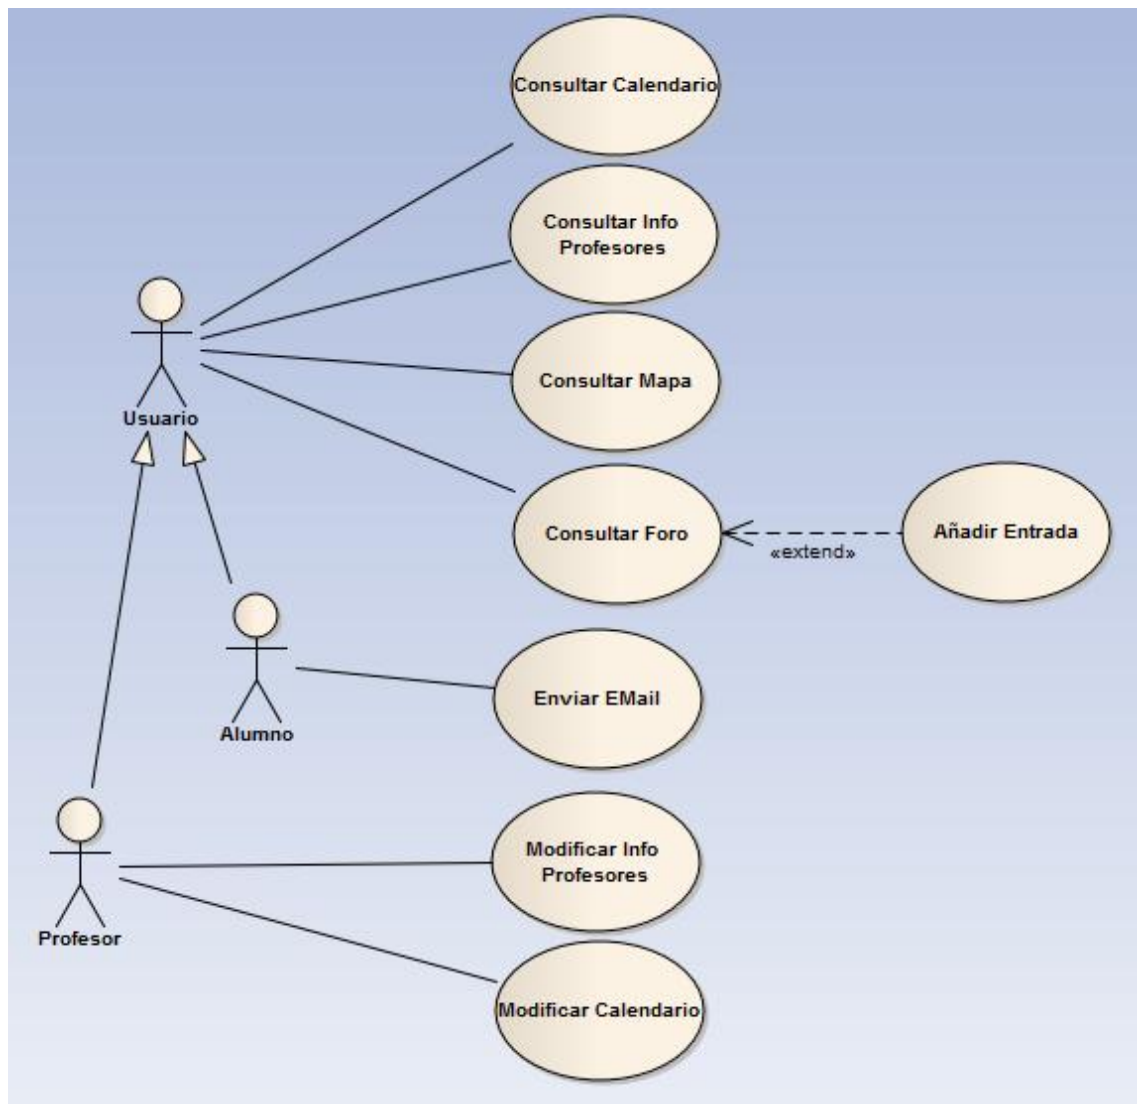 Consultar Calendario
Consultar Info
Profesores
Consultar Mapa
Usuario
Consultar Foro
«extend»
Añadir Entrada
Enviar EMail
Alumno
Modificar Info
Profesores
Profesor
Modificar Calendario